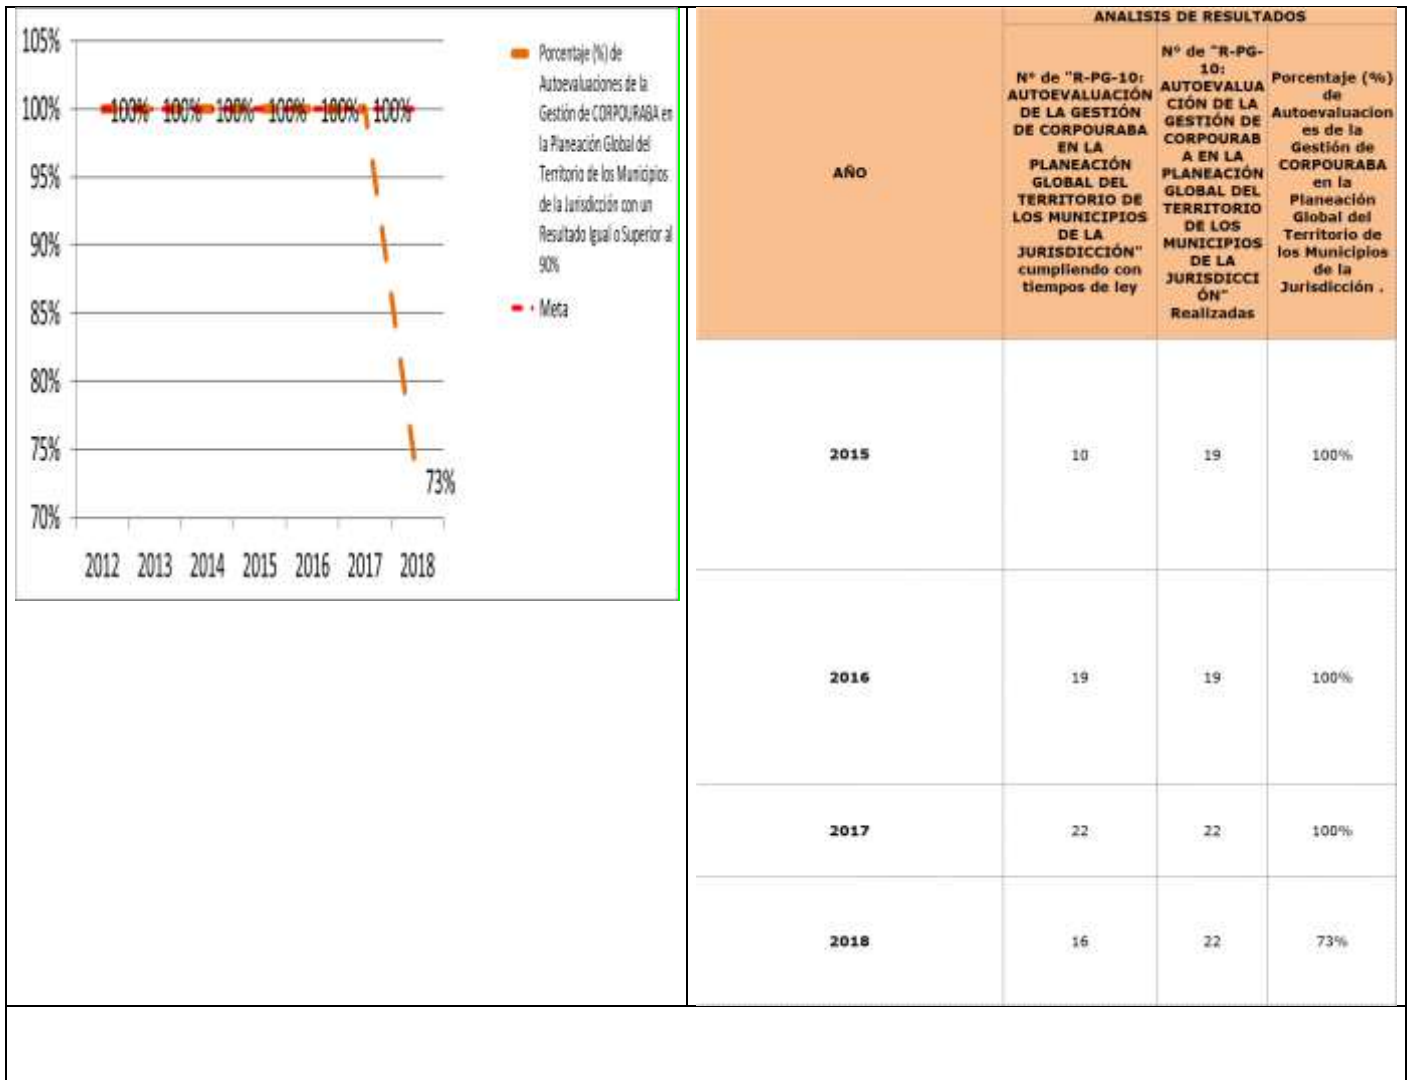 105%
100%
95%
90%
85%
80%
75%
70%
100% 100% 100% 100% 100% 100%
73%
2012 2013 2014 2015 2016 2017 2018
Porcentaje (%) de
Autoevaluaciones de la
Gestión de CORPOURABA en
la Planeación Global del
Territorio de los Municipios
de la Jurisdicción con un
Resultado Igual o Superior al
90%
Meta
ANALISIS DE RESULTADOS
AÑO
N° de "R-PG-10:
AUTOEVALUACIÓN
DE LA GESTIÓN
DE CORPOURABA
EN LA
PLANEACIÓN
GLOBAL DEL
TERRITORIO DE
LOS MUNICIPIOS
DE LA
JURISDICCIÓN"
cumpliendo con
tiempos de ley
N° de "R-PG-
10:
AUTOEVALUA
CIÓN DE LA
GESTIÓN DE
CORPOURAB
A EN LA
PLANEACIÓN
GLOBAL DEL
TERRITORIO
DE LOS
MUNICIPIOS
DE LA
JURISDICCI
ÓN"
Realizadas
Porcentaje (%)
de
Autoevaluacion
es de la
Gestión de
CORPOURABA
en la
Planeación
Global del
Territorio de
los Municipios
de la
Jurisdicción .
2015 10 19 100%
2016 19 19 100%
2017 22 22 100%
2018 16 22 73%